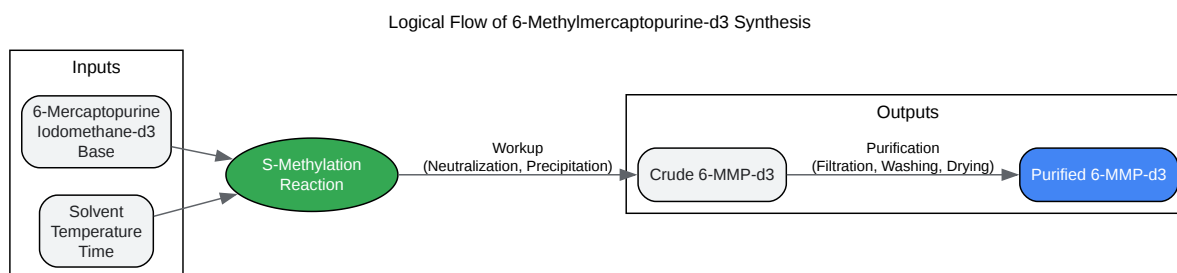 Logical Flow of 6-Methylmercaptopurine-d3 Synthesis
Inputs
6-Mercaptopurine
Iodomethane-d3
Base
Solvent
Temperature
Time
S-Methylation
Reaction
Workup
(Neutralization, Precipitation)
Outputs
Crude 6-MMP-d3
Purification
(Filtration, Washing, Drying)
Purified 6-MMP-d3